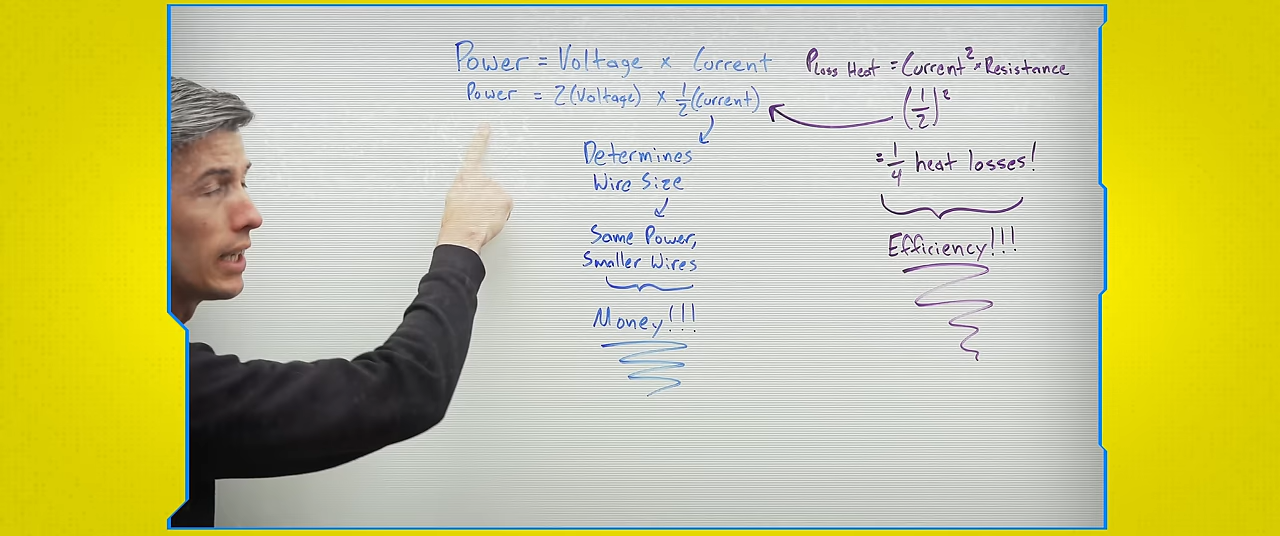 Power = Voltage x Current
Power = 2(Voltage) x 1/2(Current)
Determines
Wire Size
Same Power,
Smaller Wires
Money!!!
PLoss Heat = Current² × Resistance
(1/2)²
= 1/4 heat losses!
Efficiency!!!